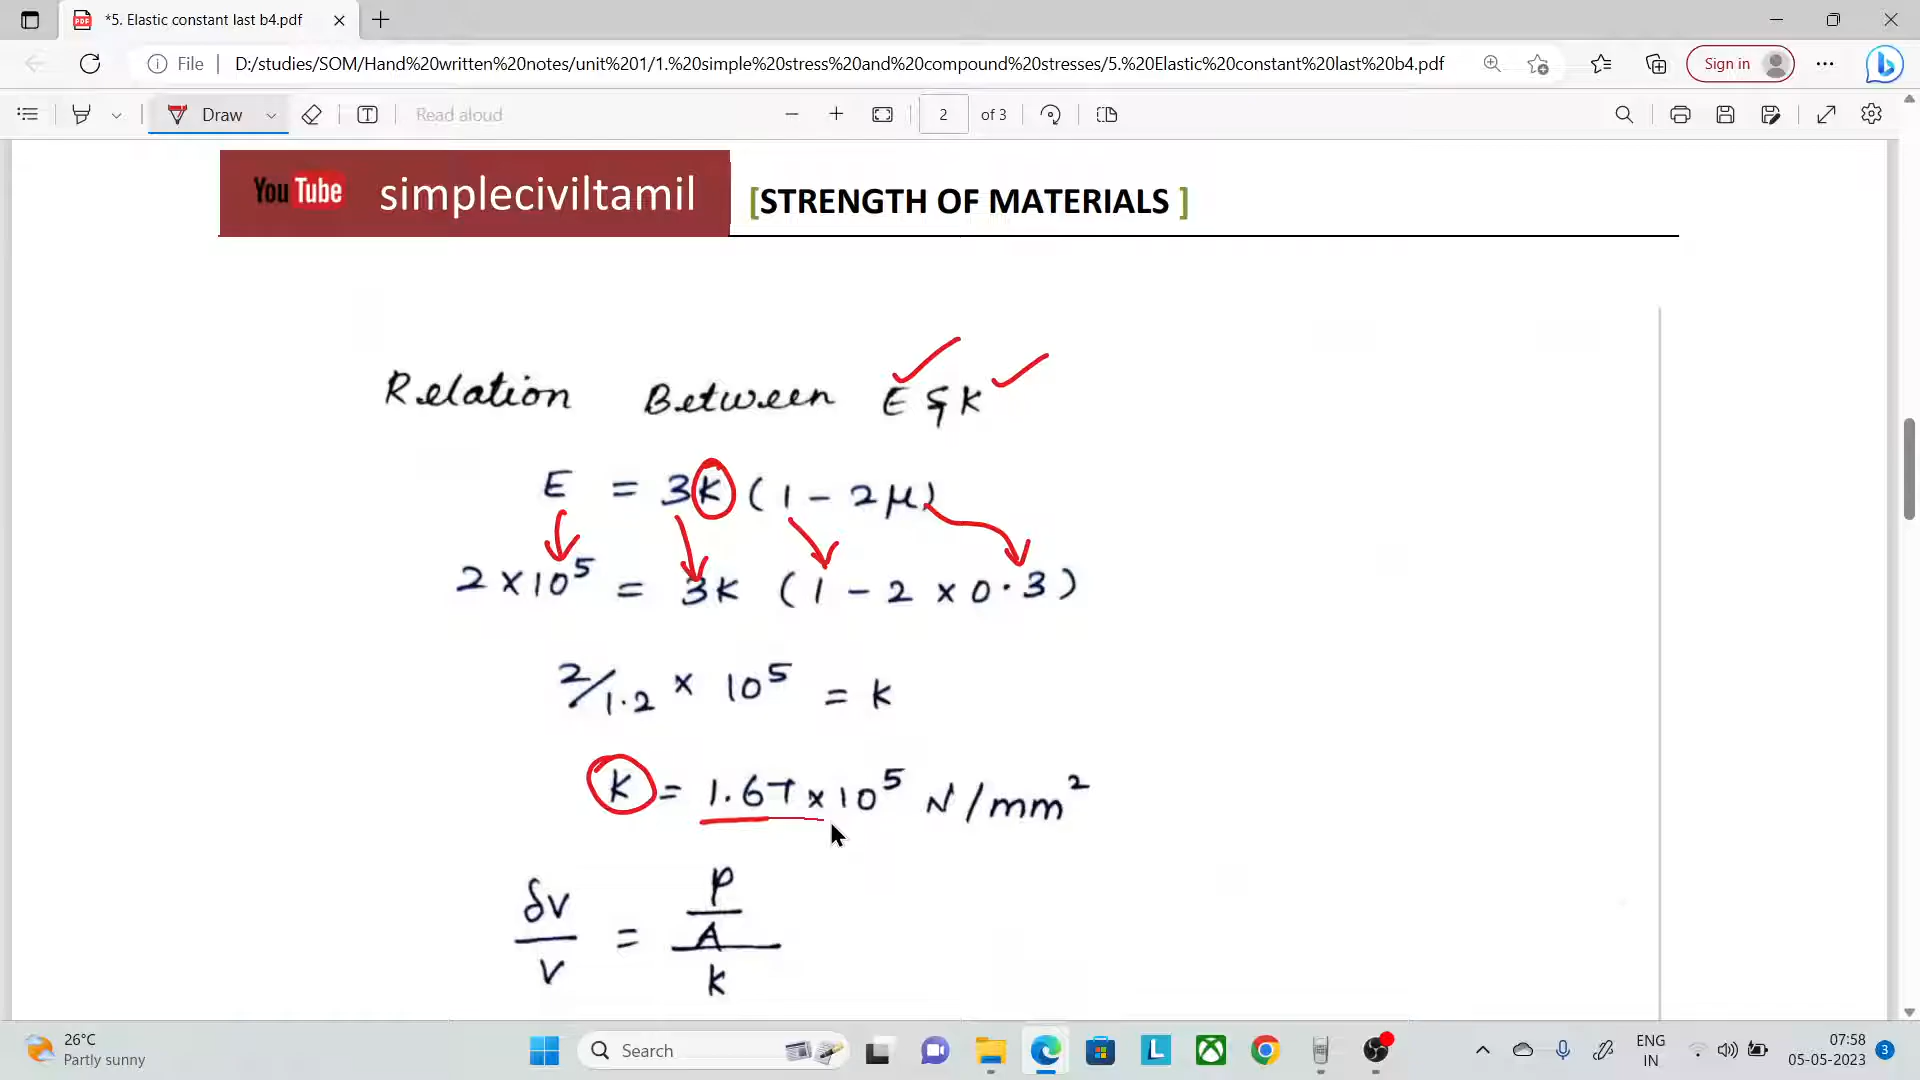 *5. Elastic constant last b4.pdf
File
D:/studies/SOM/Hand%20written%20notes/unit%201/1.%20simple%20stress%20and%20compound%20stresses/5.%20Elastic%20constant%20last%20b4.pdf
Sign in
Draw
Read aloud
2 of 3
YouTube simpleciviltamil
[STRENGTH OF MATERIALS ]
Relation Between E & K
E = 3K (1 - 2μ)
2 × 10⁵ = 3K (1 - 2 × 0.3)
2/1.2 × 10⁵ = K
K = 1.67 × 10⁵ N/mm²
δv/v = (P/A)/K
26°C
Partly sunny
Search
ENG
IN
07:58
05-05-2023
3